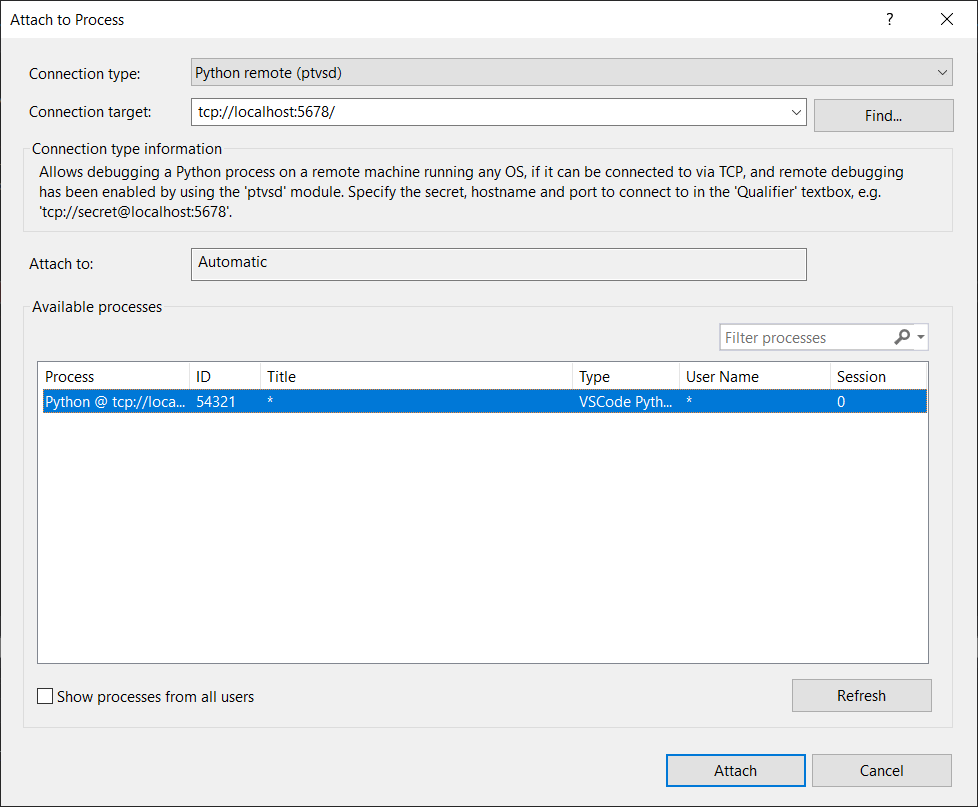 Attach to Process
?
Connection type:
Python remote (ptvsd)
Connection target:
tcp://localhost:5678/
Find...
Connection type information
Allows debugging a Python process on a remote machine running any OS, if it can be connected to via TCP, and remote debugging
has been enabled by using the 'ptvsd' module. Specify the secret, hostname and port to connect to in the 'Qualifier' textbox, e.g.
'tcp://secret@localhost:5678'.
Attach to:
Automatic
Available processes
Filter processes
Process ID Title Type User Name Session
Python @ tcp://loca... 54321 * VSCode Pyth... * 0
Show processes from all users
Refresh
Attach
Cancel